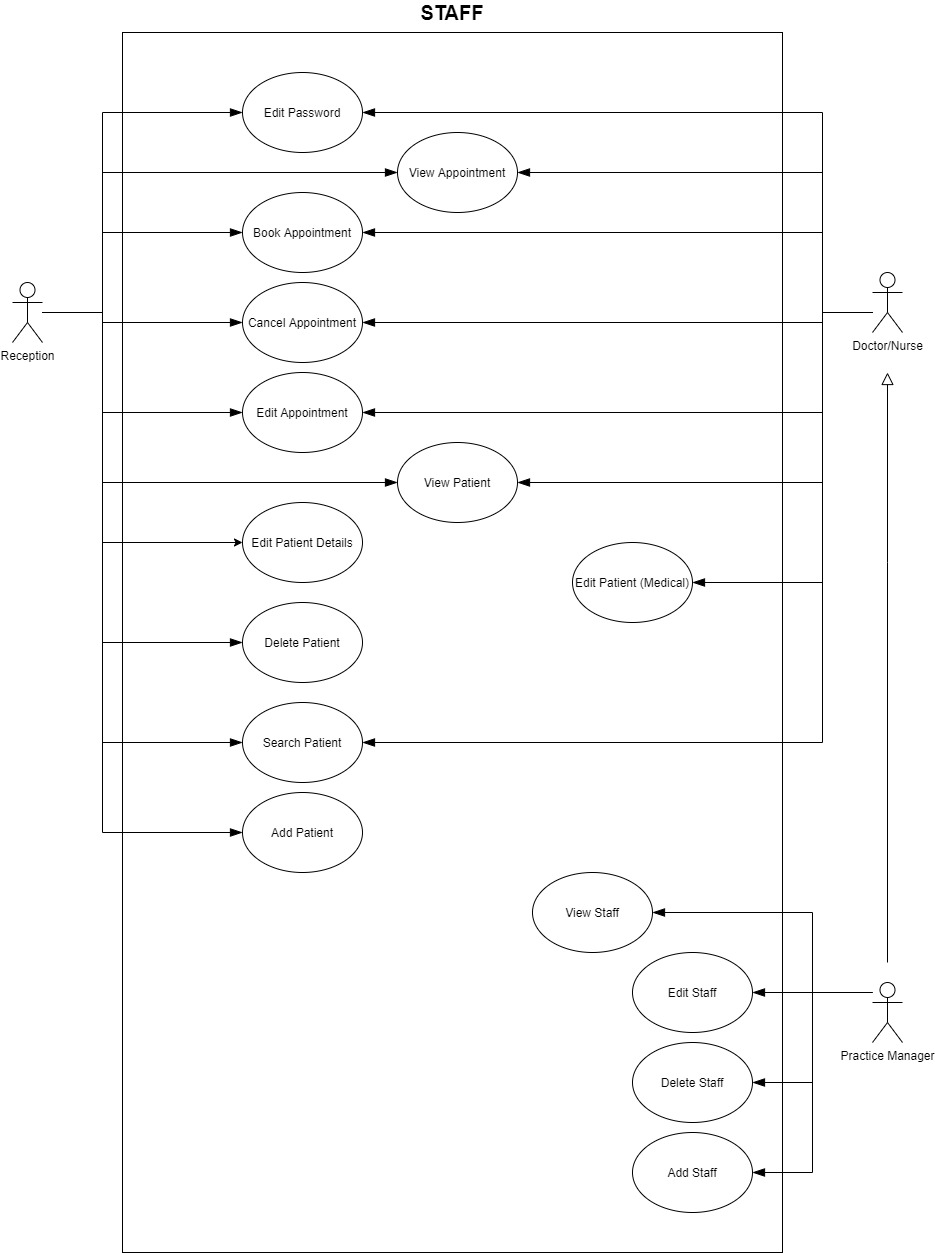 STAFF
Edit Password
View Appointment
Book Appointment
Cancel Appointment
Reception
Doctor/Nurse
Edit Appointment
View Patient
Edit Patient Details
Edit Patient (Medical)
Delete Patient
Search Patient
Add Patient
View Staff
Edit Staff
Practice Manager
Delete Staff
Add Staff